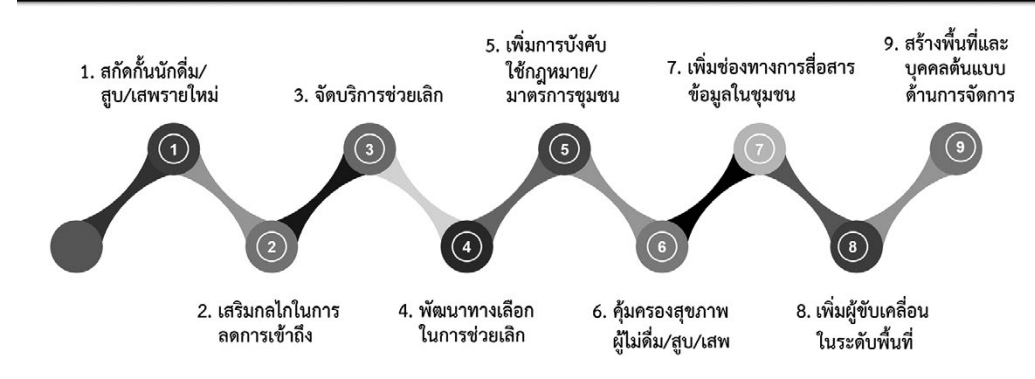 1. สกัดกั้นนักดื่ม/
สูบ/เสพรายใหม่
2. เสริมกลไกในการ
ลดการเข้าถึง
3. จัดบริการช่วยเลิก
4. พัฒนาทางเลือก
ในการช่วยเลิก
5. เพิ่มการบังคับ
ใช้กฎหมาย/
มาตรการชุมชน
6. คุ้มครองสุขภาพ
ผู้ไม่ดื่ม/สูบ/เสพ
7. เพิ่มช่องทางการสื่อสาร
ข้อมูลในชุมชน
8. เพิ่มผู้ขับเคลื่อน
ในระดับพื้นที่
9. สร้างพื้นที่และ
บุคคลต้นแบบ
ด้านการจัดการ
1
2
3
4
5
6
7
8
9